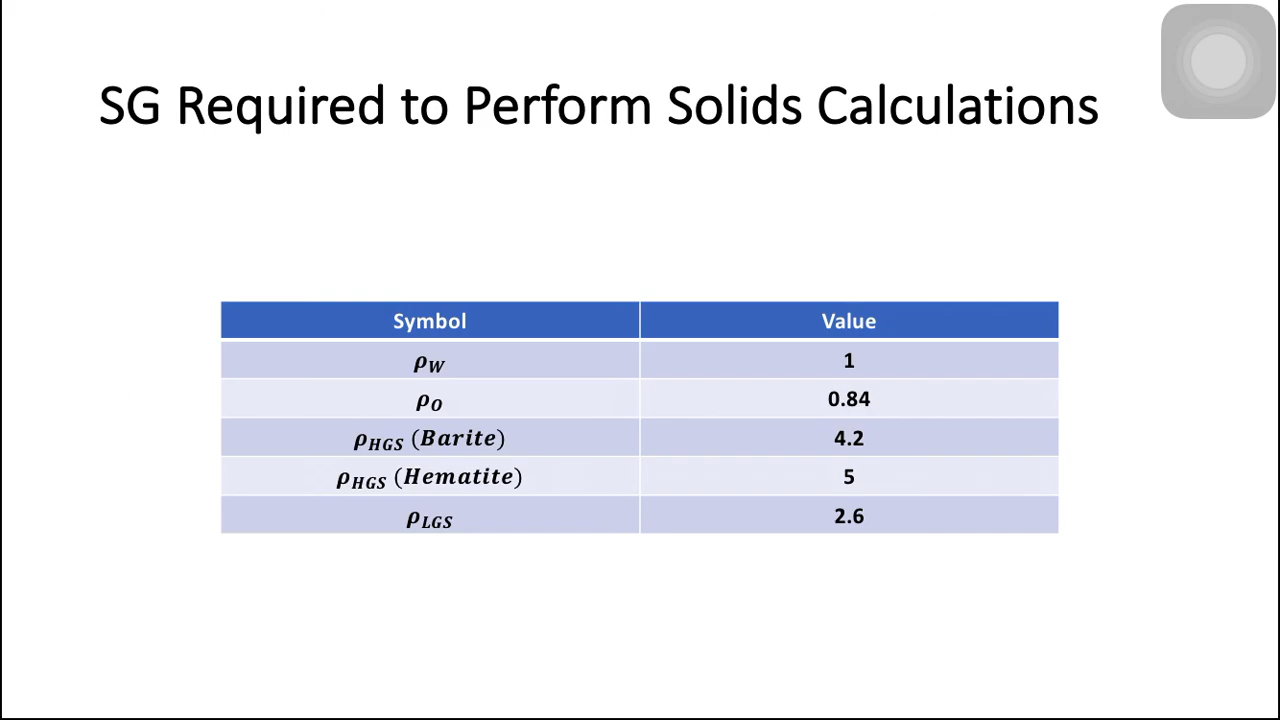 SG Required to Perform Solids Calculations
Symbol Value
ρW 1
ρO 0.84
ρHGS (Barite) 4.2
ρHGS (Hematite) 5
ρLGS 2.6